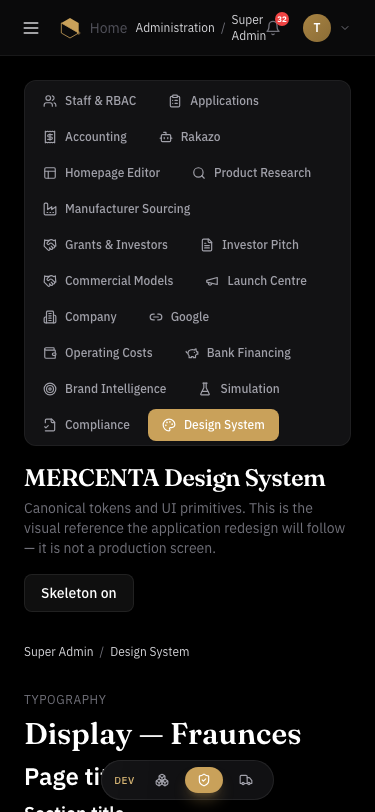 Home Administration / Super Admin 32 T
Staff & RBAC Applications
Accounting Rakazo
Homepage Editor Product Research
Manufacturer Sourcing
Grants & Investors Investor Pitch
Commercial Models Launch Centre
Company Google
Operating Costs Bank Financing
Brand Intelligence Simulation
Compliance Design System
MERCENTA Design System
Canonical tokens and UI primitives. This is the
visual reference the application redesign will follow
— it is not a production screen.
Skeleton on
Super Admin / Design System
TYPOGRAPHY
Display — Fraunces
Page
DEV
Section title